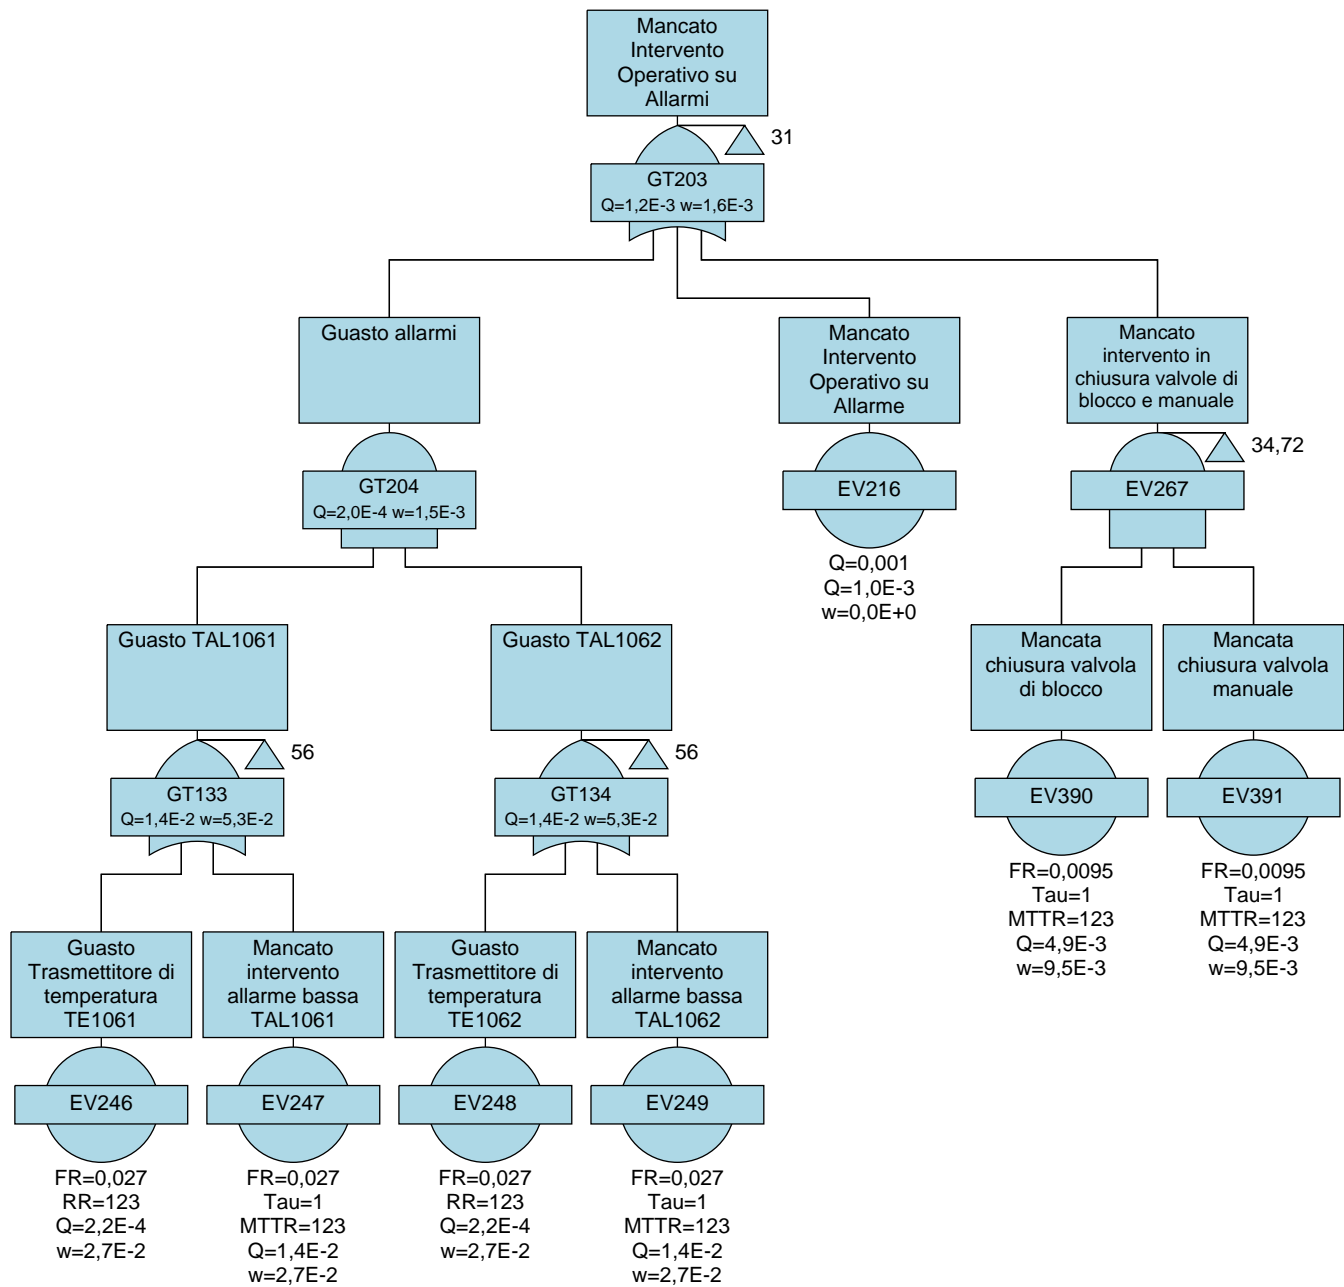 Mancato
Intervento
Operativo su
Allarmi
31
GT203
Q=1,2E-3 w=1,6E-3
Guasto allarmi
GT204
Q=2,0E-4 w=1,5E-3
Mancato
Intervento
Operativo su
Allarme
EV216
Q=0,001
Q=1,0E-3
w=0,0E+0
Mancato
intervento in
chiusura valvole di
blocco e manuale
34,72
EV267
Guasto TAL1061
56
GT133
Q=1,4E-2 w=5,3E-2
Guasto TAL1062
56
GT134
Q=1,4E-2 w=5,3E-2
Mancata
chiusura valvola
di blocco
EV390
FR=0,0095
Tau=1
MTTR=123
Q=4,9E-3
w=9,5E-3
Mancata
chiusura valvola
manuale
EV391
FR=0,0095
Tau=1
MTTR=123
Q=4,9E-3
w=9,5E-3
Guasto
Trasmettitore di
temperatura
TE1061
EV246
FR=0,027
RR=123
Q=2,2E-4
w=2,7E-2
Mancato
intervento
allarme bassa
TAL1061
EV247
FR=0,027
Tau=1
MTTR=123
Q=1,4E-2
w=2,7E-2
Guasto
Trasmettitore di
temperatura
TE1062
EV248
FR=0,027
RR=123
Q=2,2E-4
w=2,7E-2
Mancato
intervento
allarme bassa
TAL1062
EV249
FR=0,027
Tau=1
MTTR=123
Q=1,4E-2
w=2,7E-2